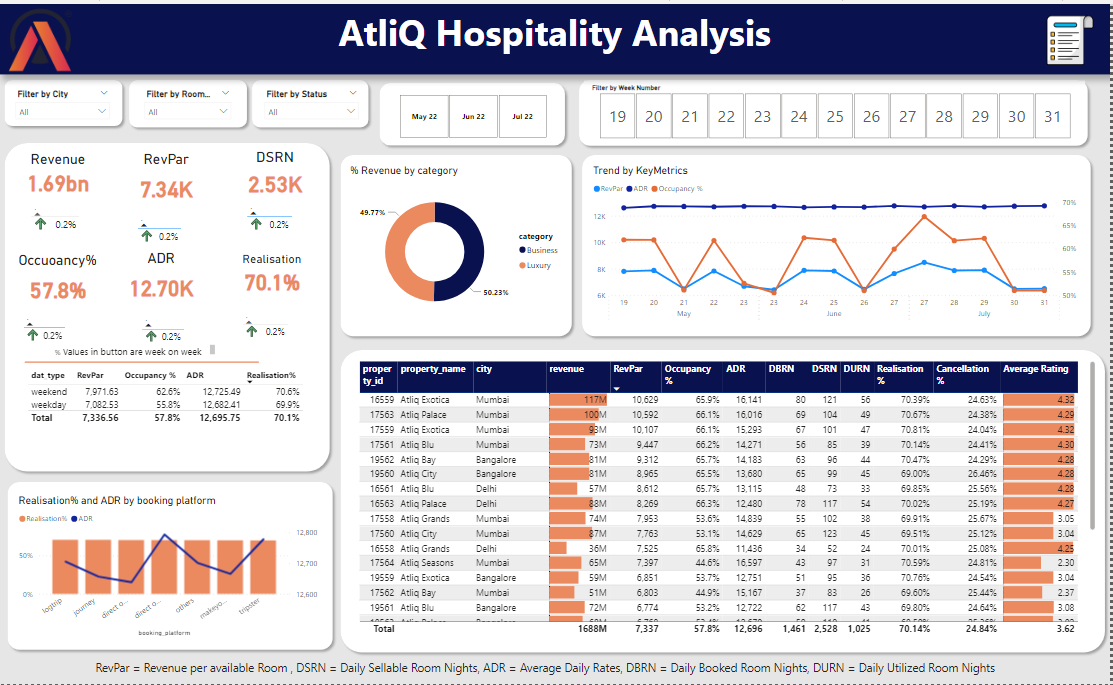 AtliQ Hospitality Analysis
Filter by City
All
Filter by Room...
All
Filter by Status
All
May 22 Jun 22 Jul 22
Filter by Week Number
19 20 21 22 23 24 25 26 27 28 29 30 31
Revenue RevPar DSRN
1.69bn 7.34K 2.53K
0.2% 0.2% 0.2%
Occuoancy% ADR Realisation
57.8% 12.70K 70.1%
0.2% 0.2% 0.2%
% Values in button are week on week
dat_type RevPar Occupancy % ADR Realisation%
weekend 7,971.63 62.6% 12,725.49 70.6%
weekday 7,082.53 55.8% 12,682.41 69.9%
Total 7,336.56 57.8% 12,695.75 70.1%
% Revenue by category
49.77%
50.23%
category
Business
Luxury
Trend by KeyMetrics
RevPar ADR Occupancy %
12K 10K 8K 6K
70% 65% 60% 55% 50%
19 20 21 22 23 23 24 25 26 27 27 28 29 30 31
May June July
Realisation% and ADR by booking platform
Realisation% ADR
50% 0%
12,800 12,700 12,600
logtrip journey direct o... direct o... others makeyo... tripster
booking_platform
property_id property_name city revenue RevPar Occupancy % ADR DBRN DSRN DURN Realisation % Cancellation % Average Rating
16559 Atliq Exotica Mumbai 117M 10,629 65.9% 16,141 80 121 56 70.39% 24.63% 4.32
17563 Atliq Palace Mumbai 100M 10,592 66.1% 16,016 69 104 49 70.67% 24.38% 4.29
17559 Atliq Exotica Mumbai 93M 10,107 66.1% 15,293 67 101 47 70.81% 24.04% 4.32
17561 Atliq Blu Mumbai 73M 9,447 66.2% 14,271 56 85 39 70.14% 24.41% 4.30
19562 Atliq Bay Bangalore 81M 9,312 65.7% 14,183 63 96 44 70.47% 24.29% 4.28
19560 Atliq City Bangalore 81M 8,965 65.5% 13,680 65 99 45 69.00% 26.46% 4.28
16561 Atliq Blu Delhi 57M 8,612 65.7% 13,115 48 73 33 69.85% 25.56% 4.28
16563 Atliq Palace Delhi 88M 8,269 66.3% 12,480 78 117 54 70.02% 25.19% 4.27
17558 Atliq Grands Mumbai 74M 7,953 53.6% 14,839 55 102 38 69.91% 25.67% 3.05
17560 Atliq City Mumbai 87M 7,763 53.1% 14,629 65 123 45 69.51% 25.12% 3.04
16558 Atliq Grands Delhi 36M 7,525 65.8% 11,436 34 52 24 70.01% 25.08% 4.25
17564 Atliq Seasons Mumbai 65M 7,397 44.6% 16,597 43 97 31 70.59% 24.81% 2.30
19559 Atliq Exotica Bangalore 59M 6,851 53.7% 12,751 51 95 36 70.76% 24.54% 3.04
17562 Atliq Bay Mumbai 51M 6,803 44.9% 15,167 37 83 26 69.60% 25.44% 2.37
19561 Atliq Blu Bangalore 72M 6,774 53.2% 12,722 62 117 43 69.80% 24.64% 3.08
Total 1688M 7,337 57.8% 12,696 1,461 2,528 1,025 70.14% 24.84% 3.62
RevPar = Revenue per available Room , DSRN = Daily Sellable Room Nights, ADR = Average Daily Rates, DBRN = Daily Booked Room Nights, DURN = Daily Utilized Room Nights